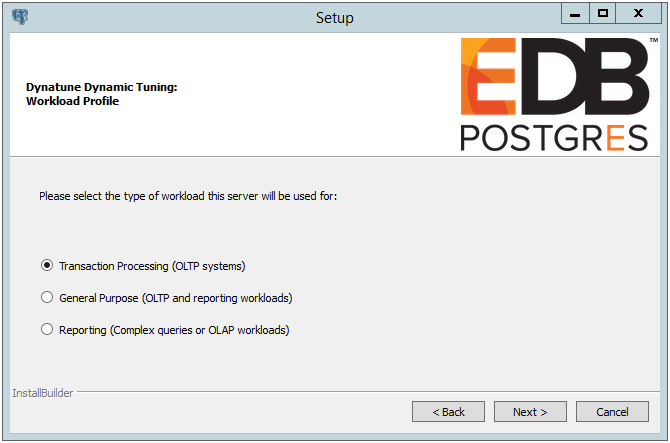 Setup
EDB™
POSTGRES
Dynatune Dynamic Tuning:
Workload Profile
Please select the type of workload this server will be used for:
Transaction Processing (OLTP systems)
General Purpose (OLTP and reporting workloads)
Reporting (Complex queries or OLAP workloads)
InstallBuilder
< Back
Next >
Cancel